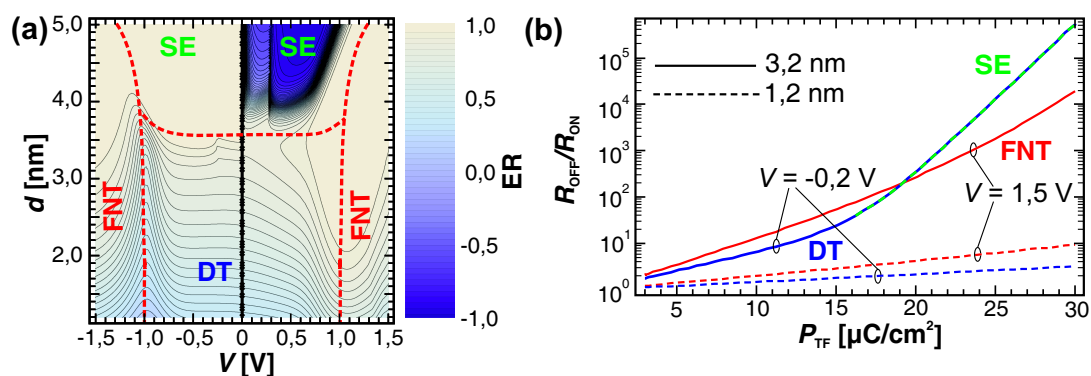 (a)
5,0
4,0
3,0
2,0
d [nm]
SE
SE
FNT
FNT
DT
-1,5 -1,0 -0,5 0 0,5 1,0 1,5
V [V]
1,0
0,5
0,0
-0,5
-1,0
ER
(b)
10^5
10^4
10^3
10^2
10^1
10^0
R_OFF/R_ON
3,2 nm
1,2 nm
SE
FNT
V = -0,2 V
V = 1,5 V
DT
5 10 15 20 25 30
P_TF [µC/cm²]